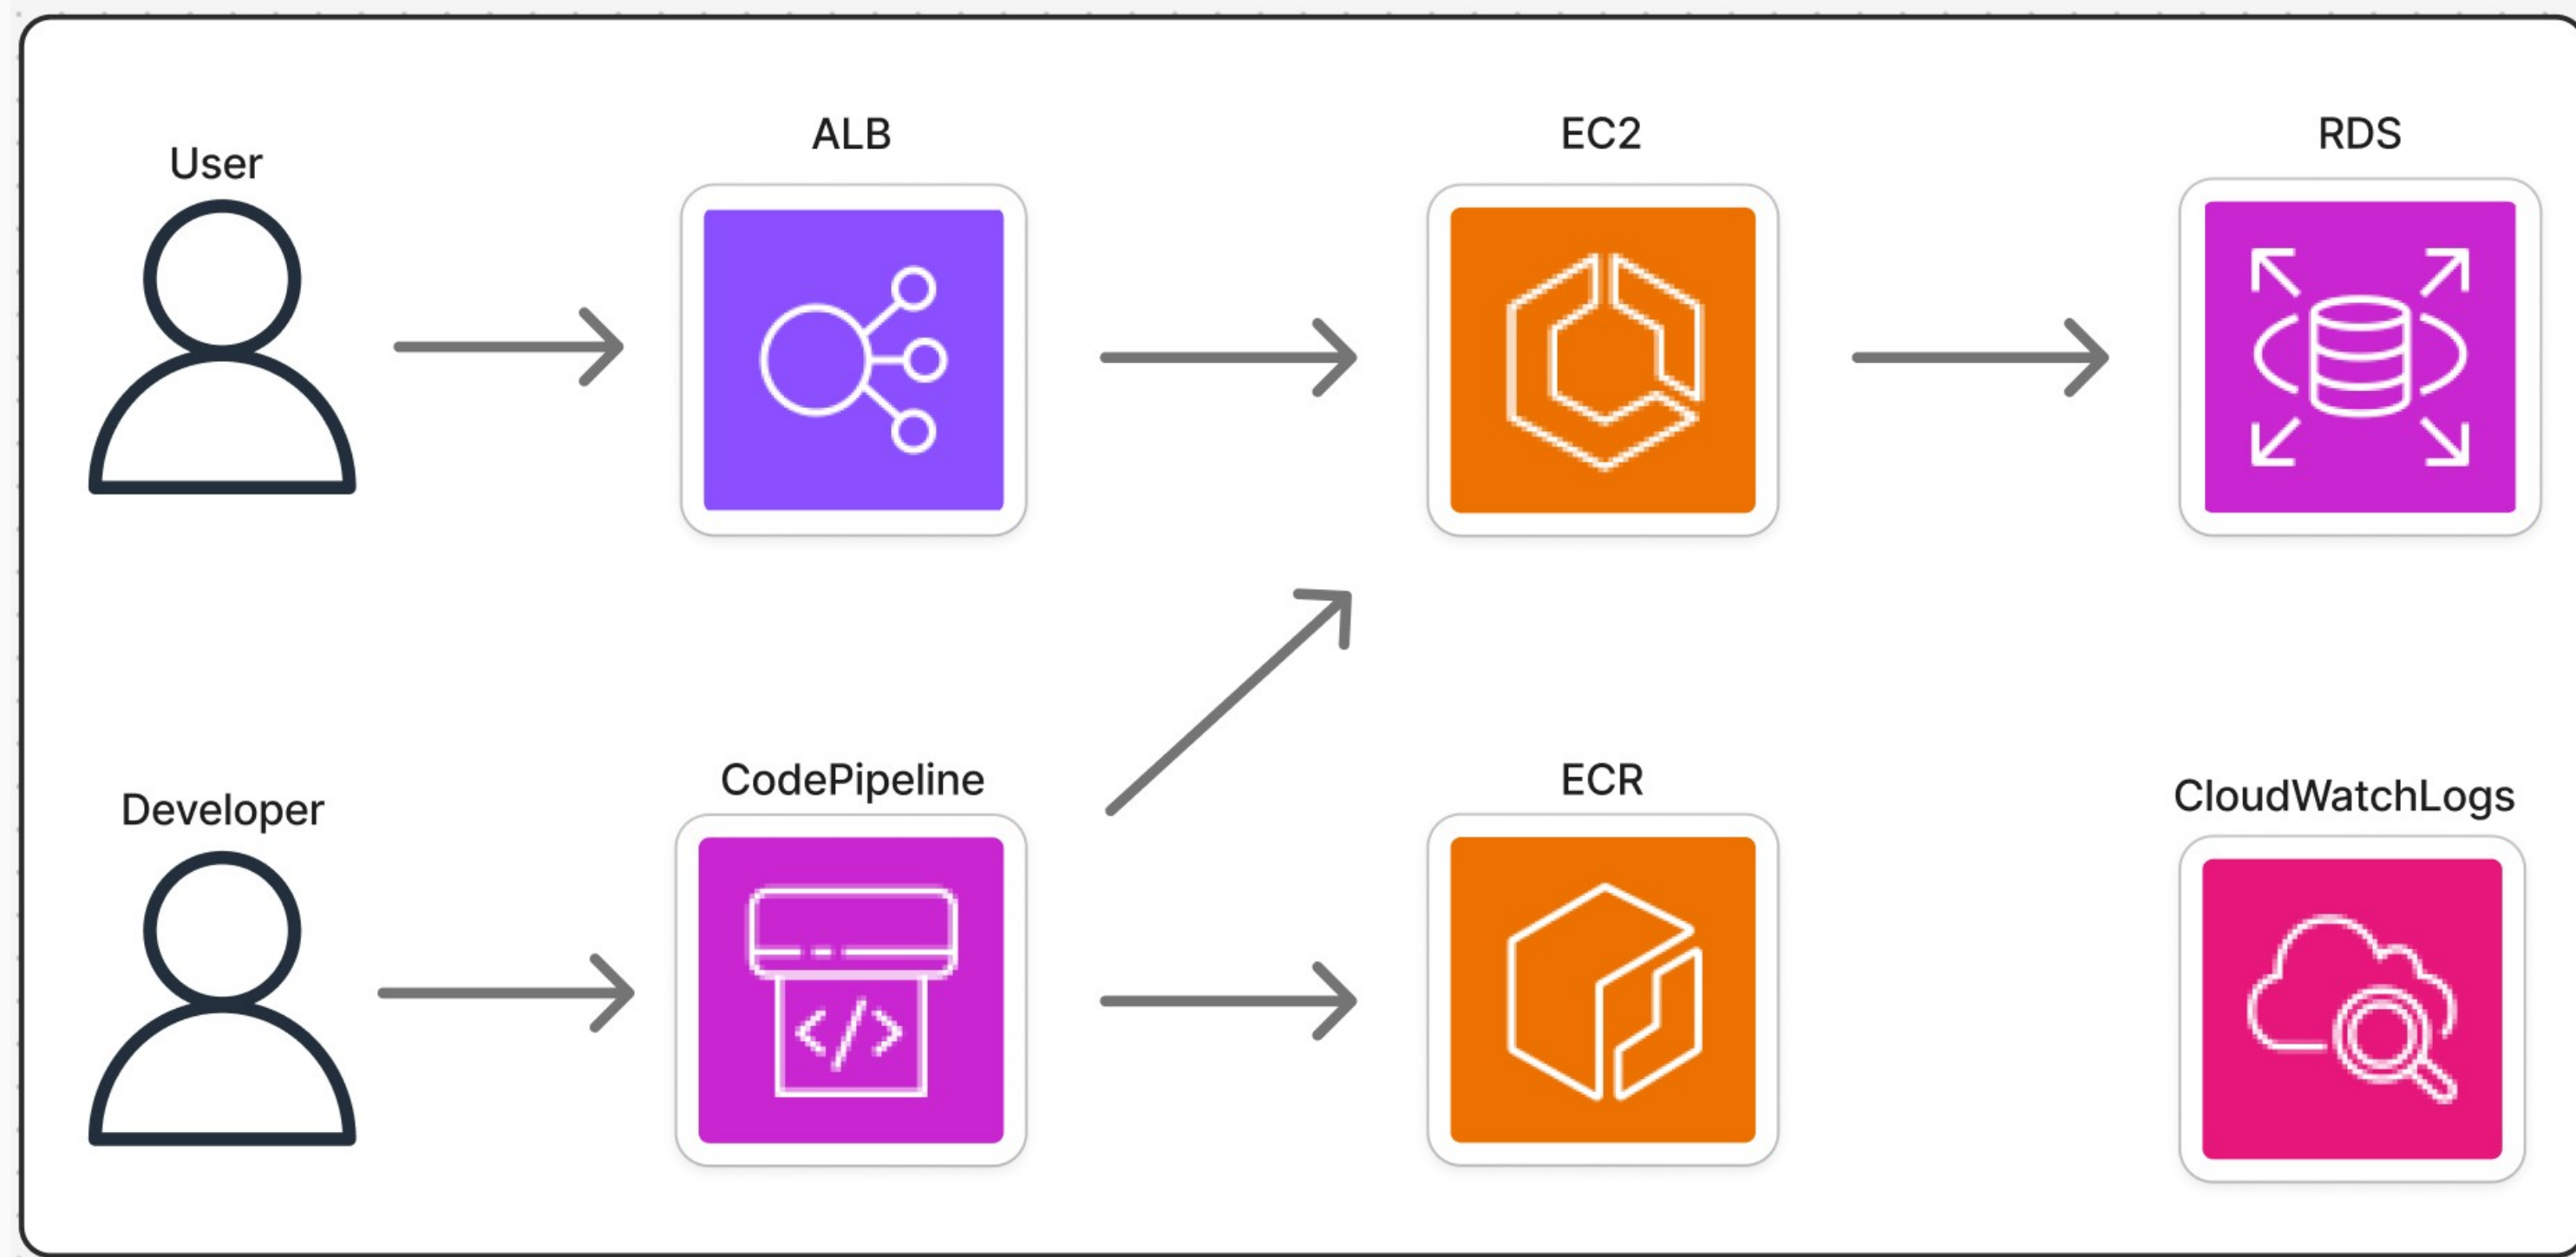 User
ALB
EC2
RDS
Developer
CodePipeline
</>
ECR
CloudWatchLogs